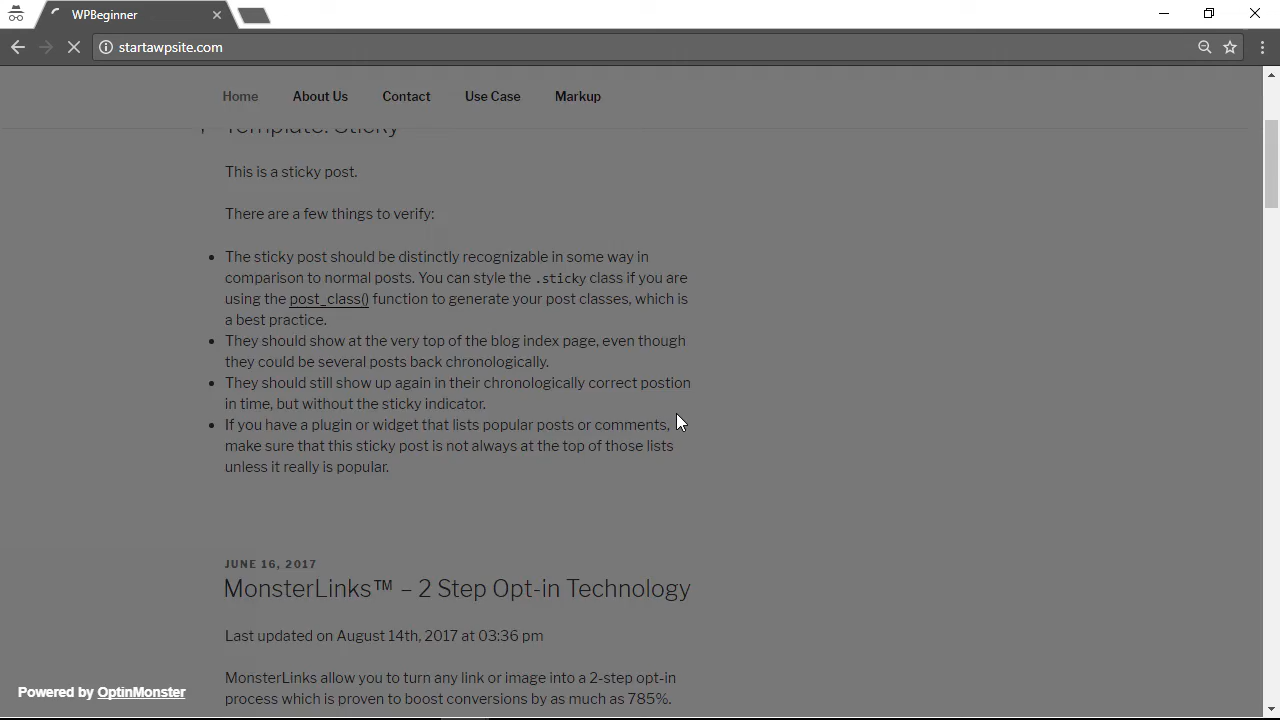 WPBeginner
startawpsite.com
Home About Us Contact Use Case Markup
Template: Sticky
This is a sticky post.
There are a few things to verify:
The sticky post should be distinctly recognizable in some way in
comparison to normal posts. You can style the .sticky class if you are
using the post_class() function to generate your post classes, which is
a best practice.
They should show at the very top of the blog index page, even though
they could be several posts back chronologically.
They should still show up again in their chronologically correct postion
in time, but without the sticky indicator.
If you have a plugin or widget that lists popular posts or comments,
make sure that this sticky post is not always at the top of those lists
unless it really is popular.
JUNE 16, 2017
MonsterLinks™ – 2 Step Opt-in Technology
Last updated on August 14th, 2017 at 03:36 pm
MonsterLinks allow you to turn any link or image into a 2-step opt-in
process which is proven to boost conversions by as much as 785%.
Powered by OptinMonster